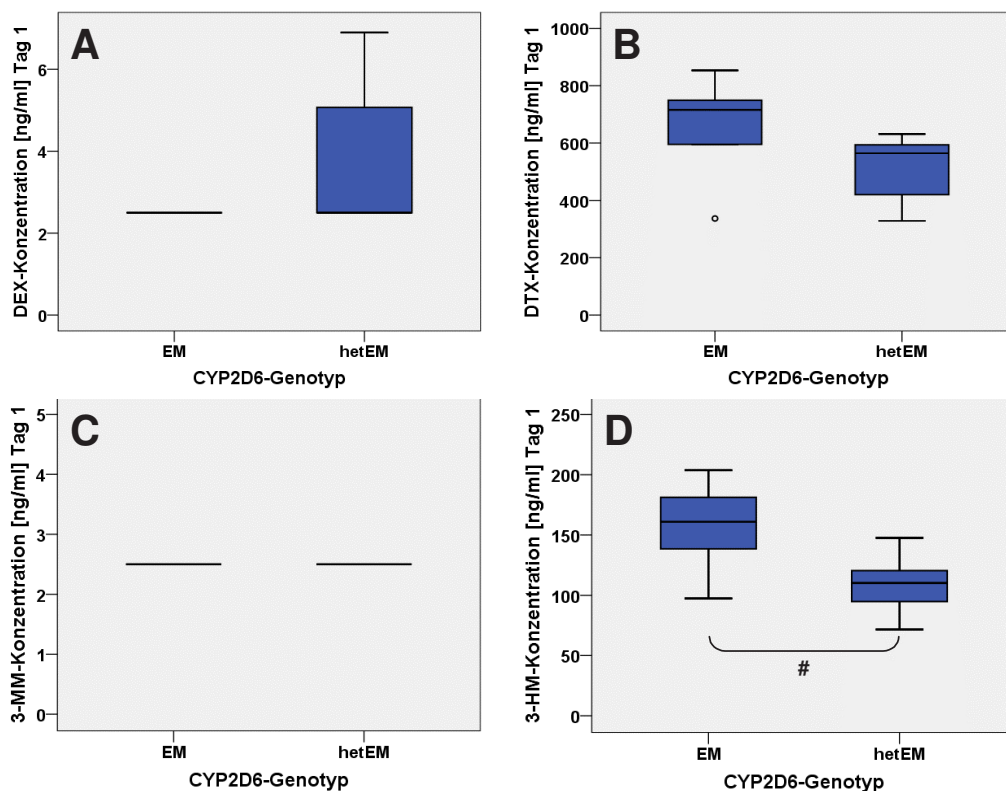 A
DEX-Konzentration [ng/ml] Tag 1
6
4
2
0
EM
hetEM
CYP2D6-Genotyp
B
DTX-Konzentration [ng/ml] Tag 1
1000
800
600
400
200
0
EM
hetEM
CYP2D6-Genotyp
C
3-MM-Konzentration [ng/ml] Tag 1
5
4
3
2
1
0
EM
hetEM
CYP2D6-Genotyp
D
3-HM-Konzentration [ng/ml] Tag 1
250
200
150
100
50
0
#
EM
hetEM
CYP2D6-Genotyp